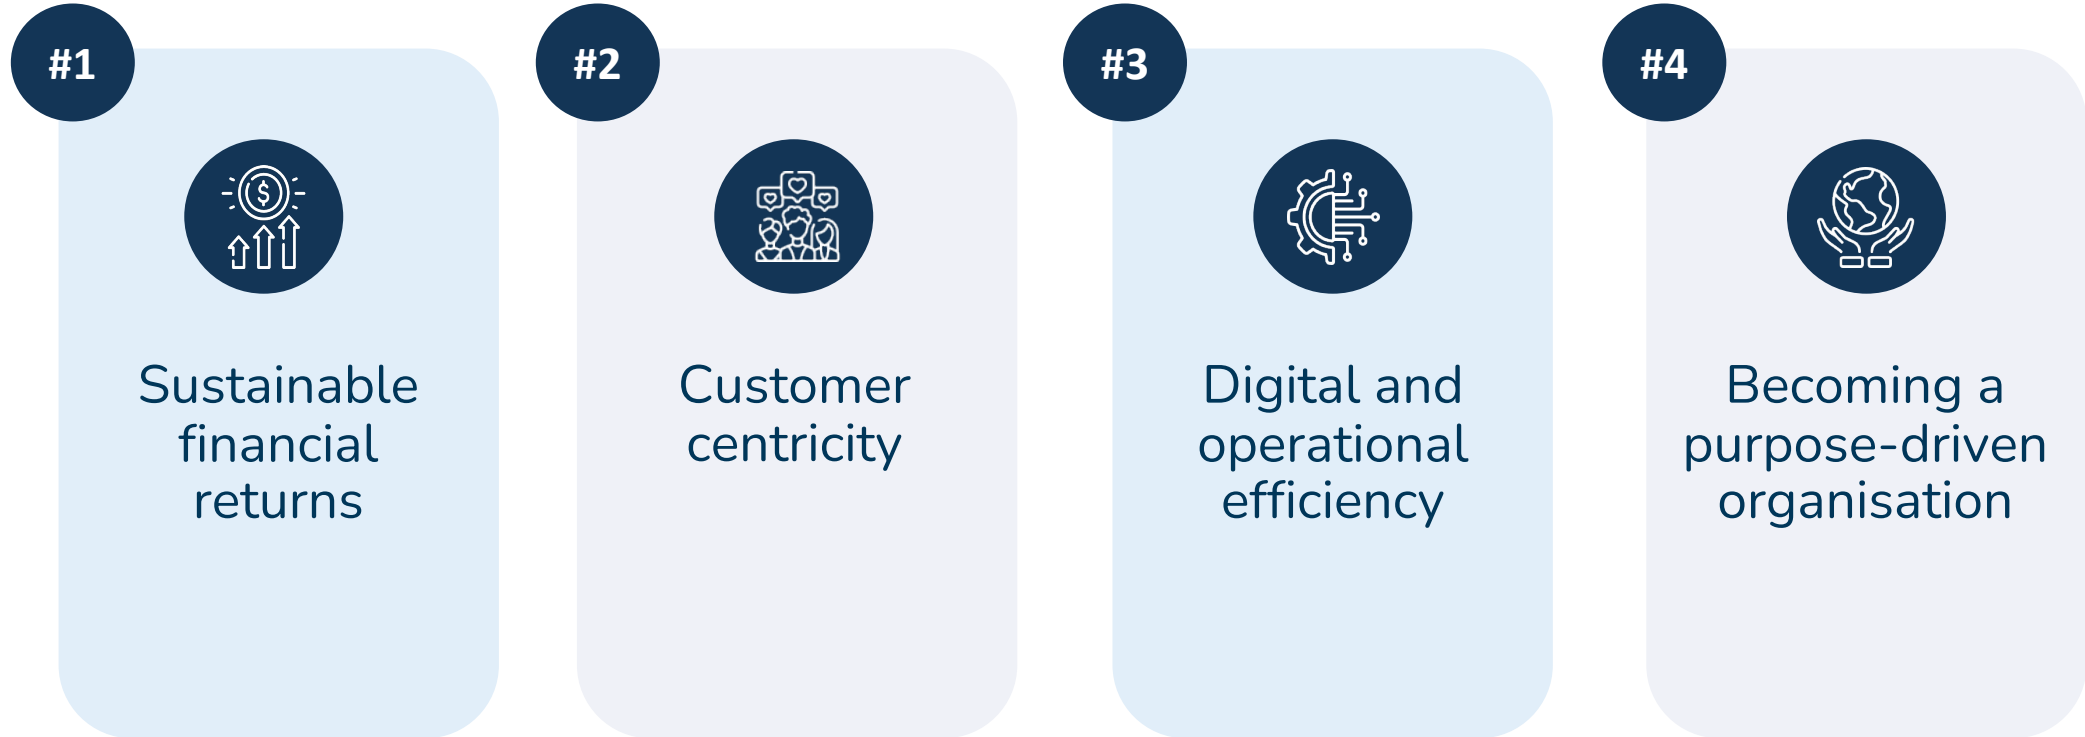 #1
Sustainable
financial
returns
#2
Customer
centricity
#3
Digital and
operational
efficiency
#4
Becoming a
purpose-driven
organisation